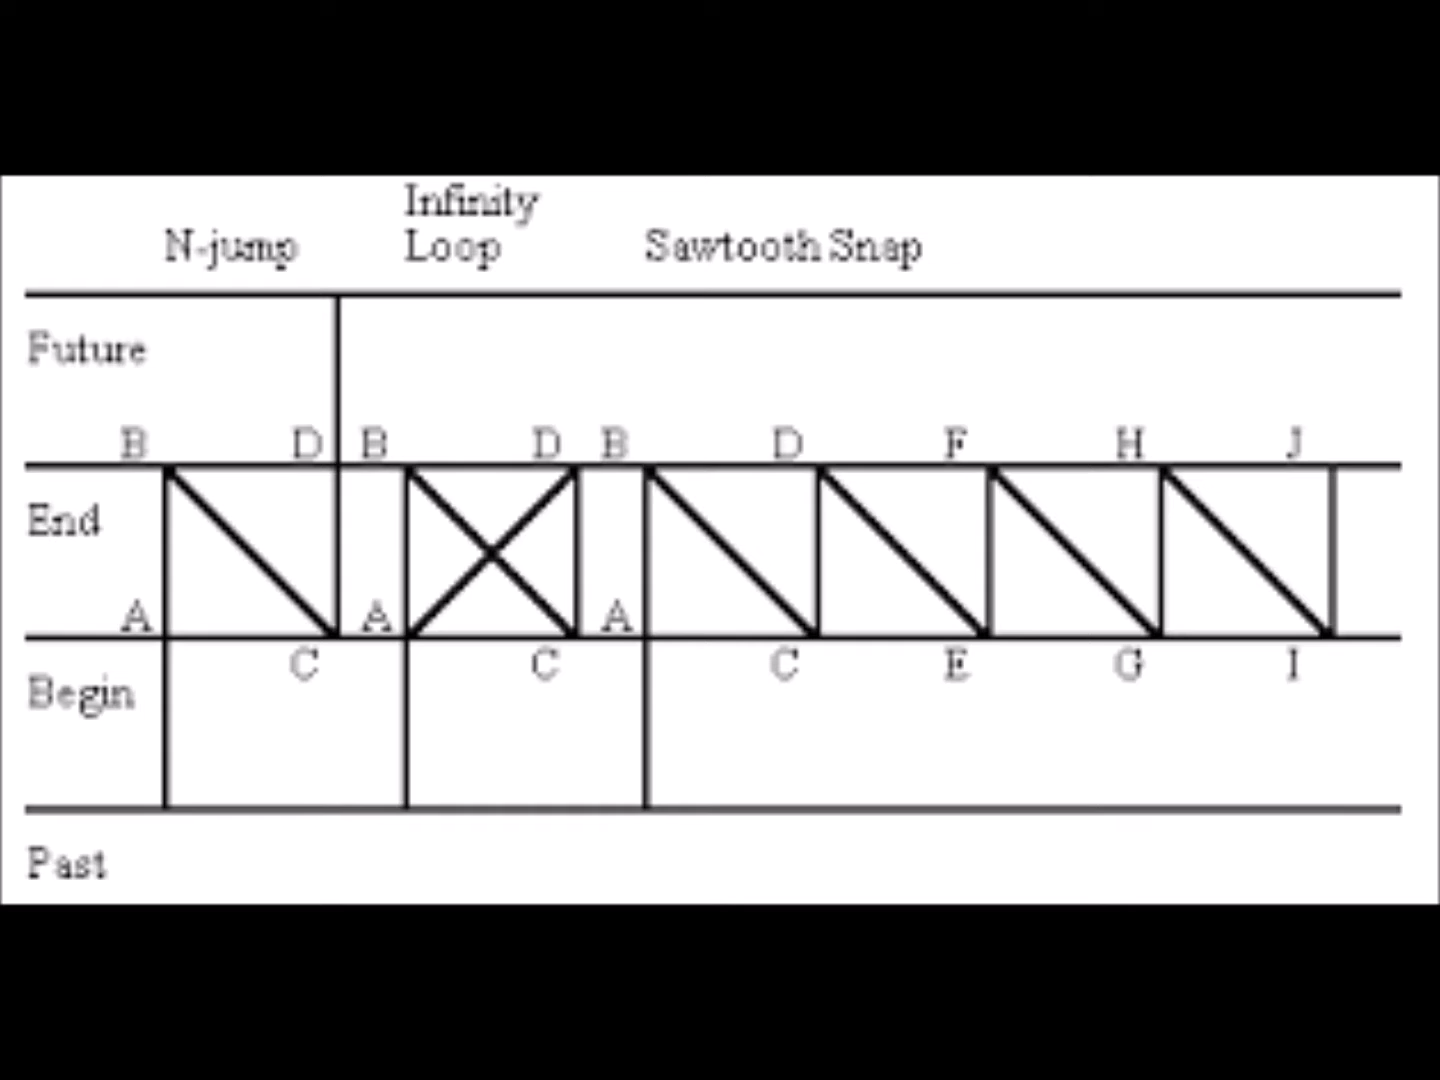 Infinity
N-jump Loop Sawtooth Snap
Future
B D B D B D F H J
End
A A A
C C C E G I
Begin
Past